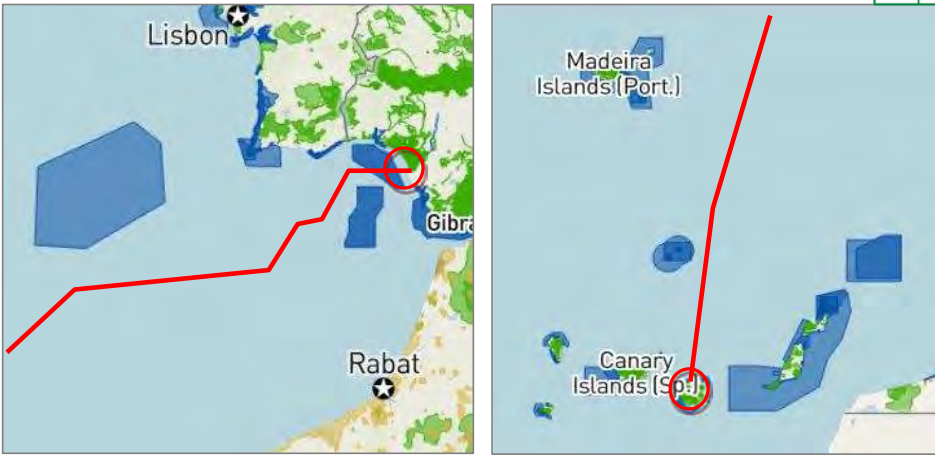 Lisbon
Gibra
Rabat
Madeira
Islands (Port.)
Canary
Islands (Sp.)